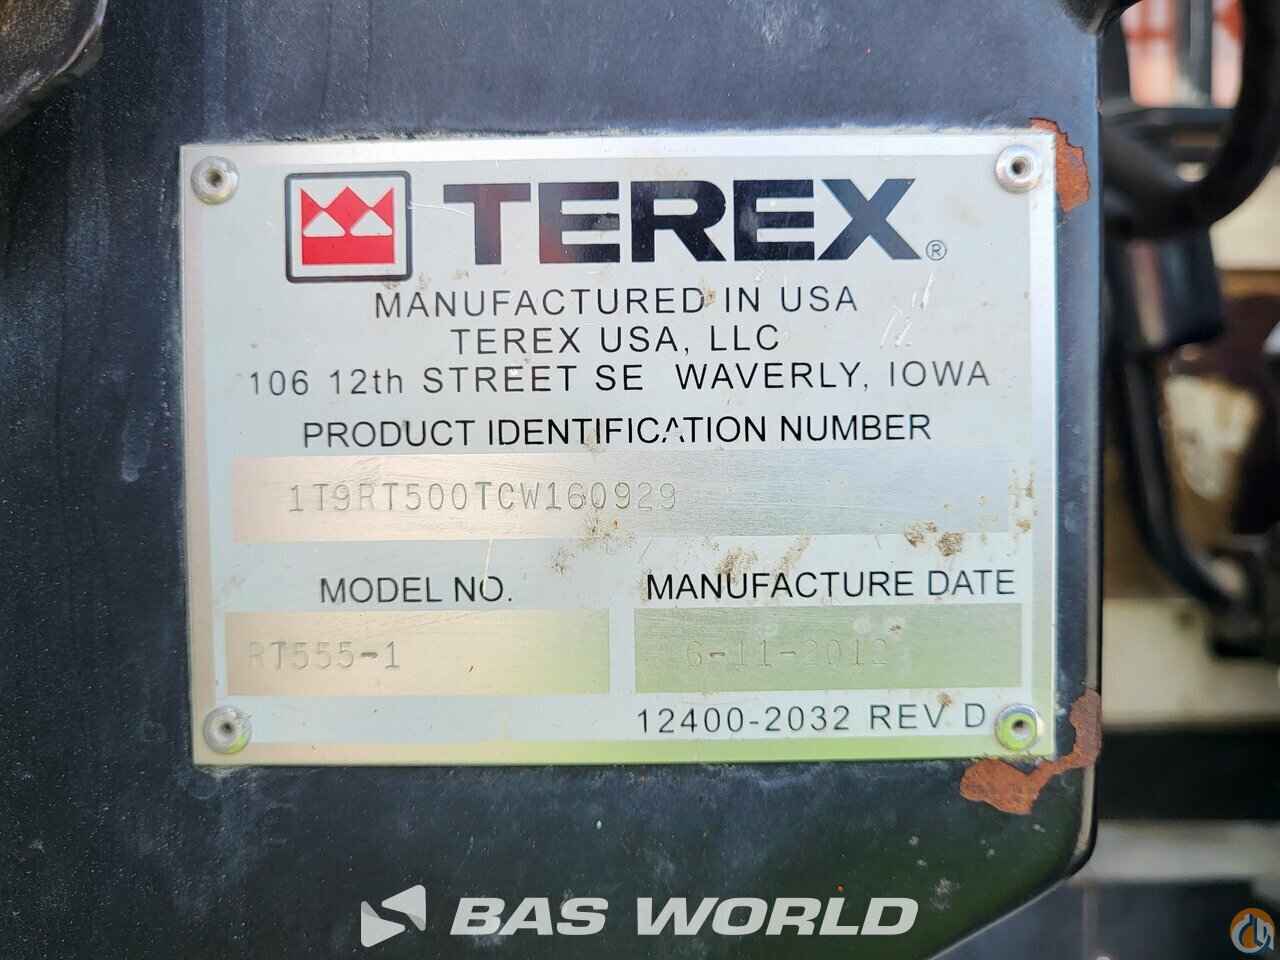 TEREX®
MANUFACTURED IN USA
TEREX USA, LLC
106 12th STREET SE WAVERLY, IOWA
PRODUCT IDENTIFICATION NUMBER
1T9RT500TCW160929
MODEL NO. MANUFACTURE DATE
RT555-1 6-11-2012
12400-2032 REV D
BAS WORLD